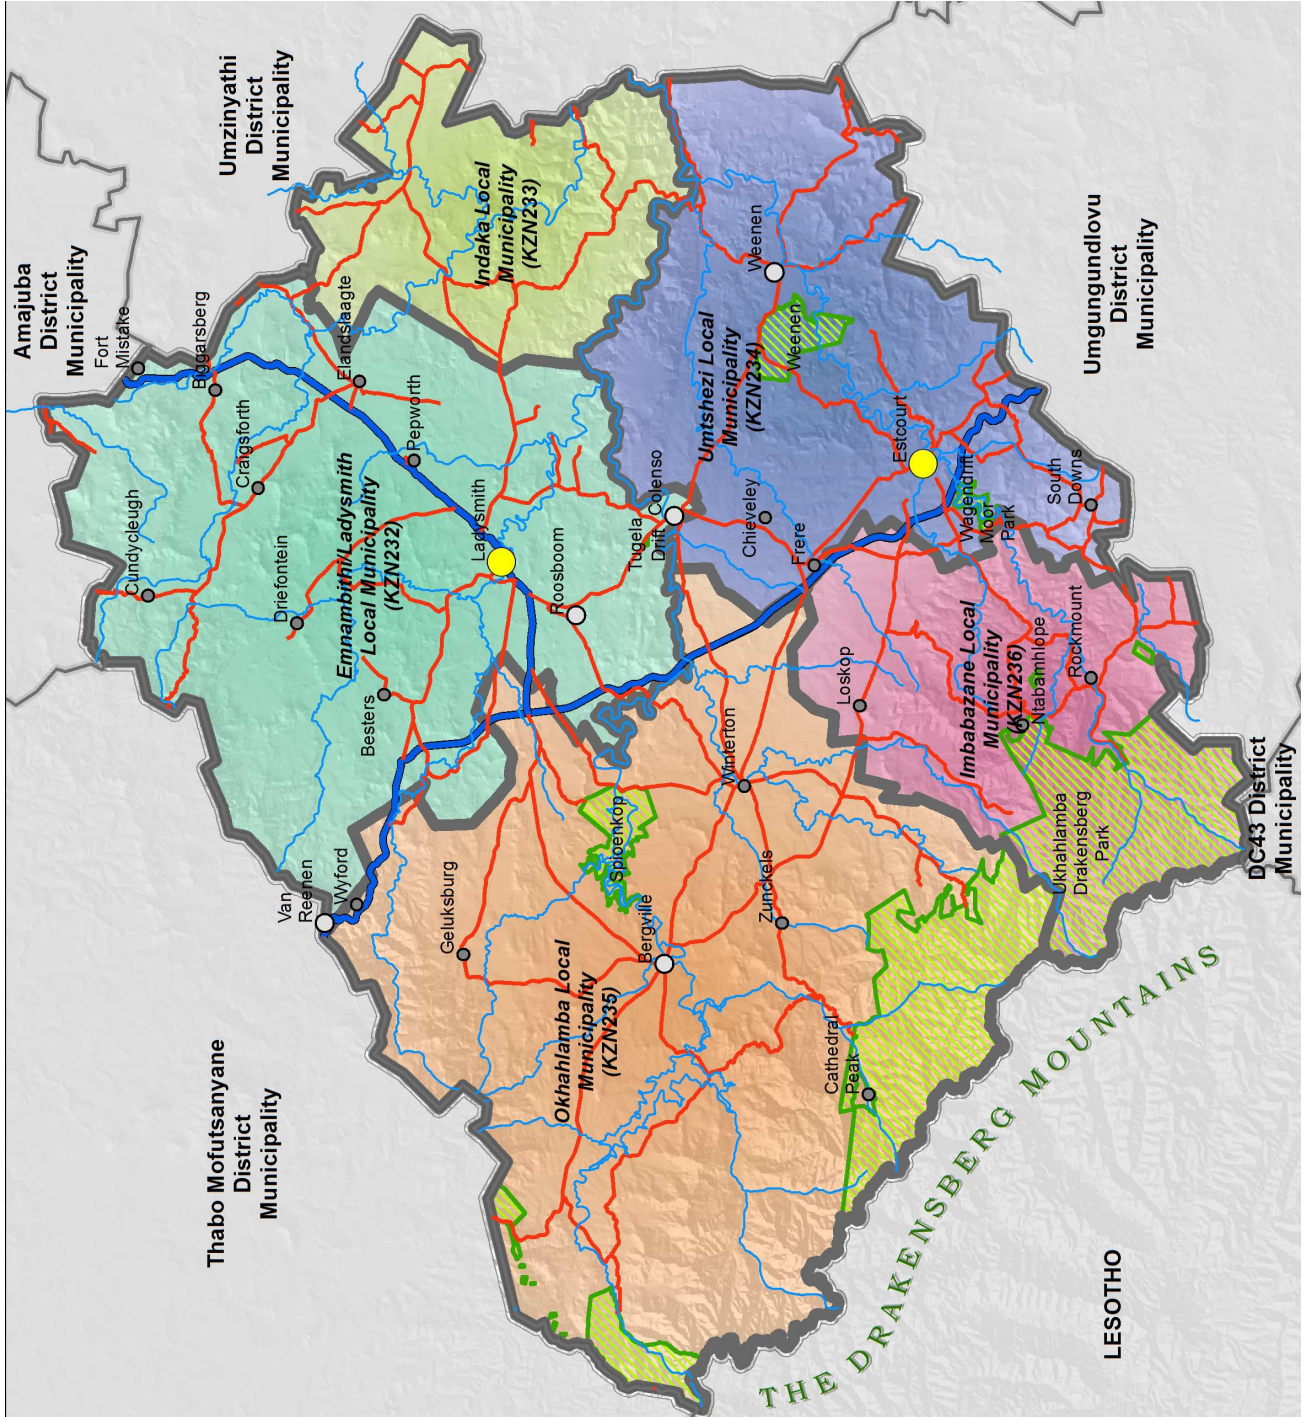 Amajuba
District
Municipality
Umzinyathi
District
Municipality
Thabo Mofutsanyane
District
Municipality
Umgungundlovu
District
Municipality
DC43 District
Municipality
LESOTHO
THE DRAKENSBERG MOUNTAINS
Emnambithi/Ladysmith
Local Municipality
(KZN232)
Fort
Mistake
Biggarsberg
Elandslaagte
Craigsforth
Pepworth
Cundycleugh
Driefontein
Besters
Ladysmith
Roosboom
Van
Reenen
Wyford
Colenso
Tugela
Drift
Indaka Local
Municipality
(KZN233)
Umtshezi Local
Municipality
(KZN234)
Weenen
Weenen
Chieveley
Frere
Estcourt
Wagendrift
Moor
Park
South
Downs
Okhahlamba Local
Municipality
(KZN235)
Geluksburg
Spioenkop
Bergville
Winterton
Zunckels
Cathedral
Peak
Imbabazane Local
Municipality
(KZN236)
Loskop
Ntabamhlope
Rockmount
Ukhahlamba
Drakensberg
Park